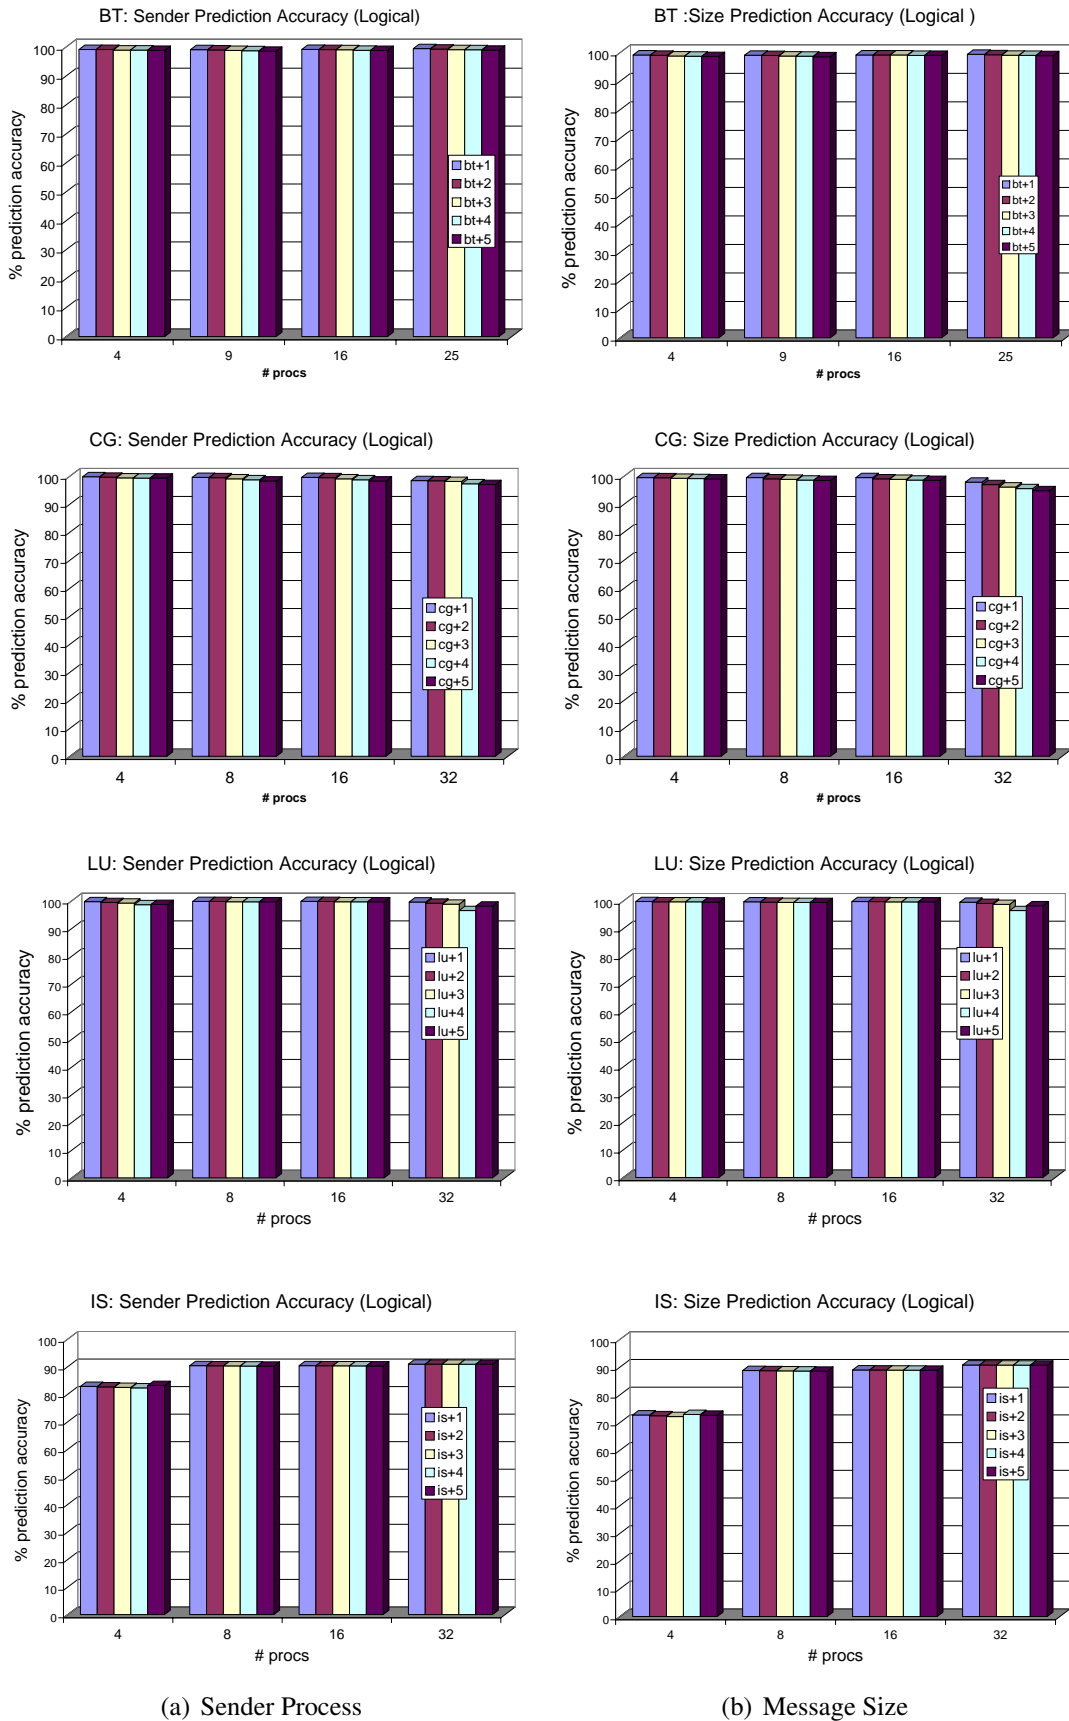 BT: Sender Prediction Accuracy (Logical)
% prediction accuracy
100
90
80
70
60
50
40
30
20
10
0
bt+1
bt+2
bt+3
bt+4
bt+5
4 9 16 25
# procs
BT :Size Prediction Accuracy (Logical )
% prediction accuracy
100
90
80
70
60
50
40
30
20
10
0
bt+1
bt+2
bt+3
bt+4
bt+5
4 9 16 25
# procs
CG: Sender Prediction Accuracy (Logical)
% prediction accuracy
100
90
80
70
60
50
40
30
20
10
0
cg+1
cg+2
cg+3
cg+4
cg+5
4 8 16 32
# procs
CG: Size Prediction Accuracy (Logical)
% prediction accuracy
100
90
80
70
60
50
40
30
20
10
0
cg+1
cg+2
cg+3
cg+4
cg+5
4 8 16 32
# procs
LU: Sender Prediction Accuracy (Logical)
% prediction accuracy
100
90
80
70
60
50
40
30
20
10
0
lu+1
lu+2
lu+3
lu+4
lu+5
4 8 16 32
# procs
LU: Size Prediction Accuracy (Logical)
% prediction accuracy
100
90
80
70
60
50
40
30
20
10
0
lu+1
lu+2
lu+3
lu+4
lu+5
4 8 16 32
# procs
IS: Sender Prediction Accuracy (Logical)
% prediction accuracy
100
90
80
70
60
50
40
30
20
10
0
is+1
is+2
is+3
is+4
is+5
4 8 16 32
# procs
IS: Size Prediction Accuracy (Logical)
% prediction accuracy
100
90
80
70
60
50
40
30
20
10
0
is+1
is+2
is+3
is+4
is+5
4 8 16 32
# procs
(a) Sender Process
(b) Message Size